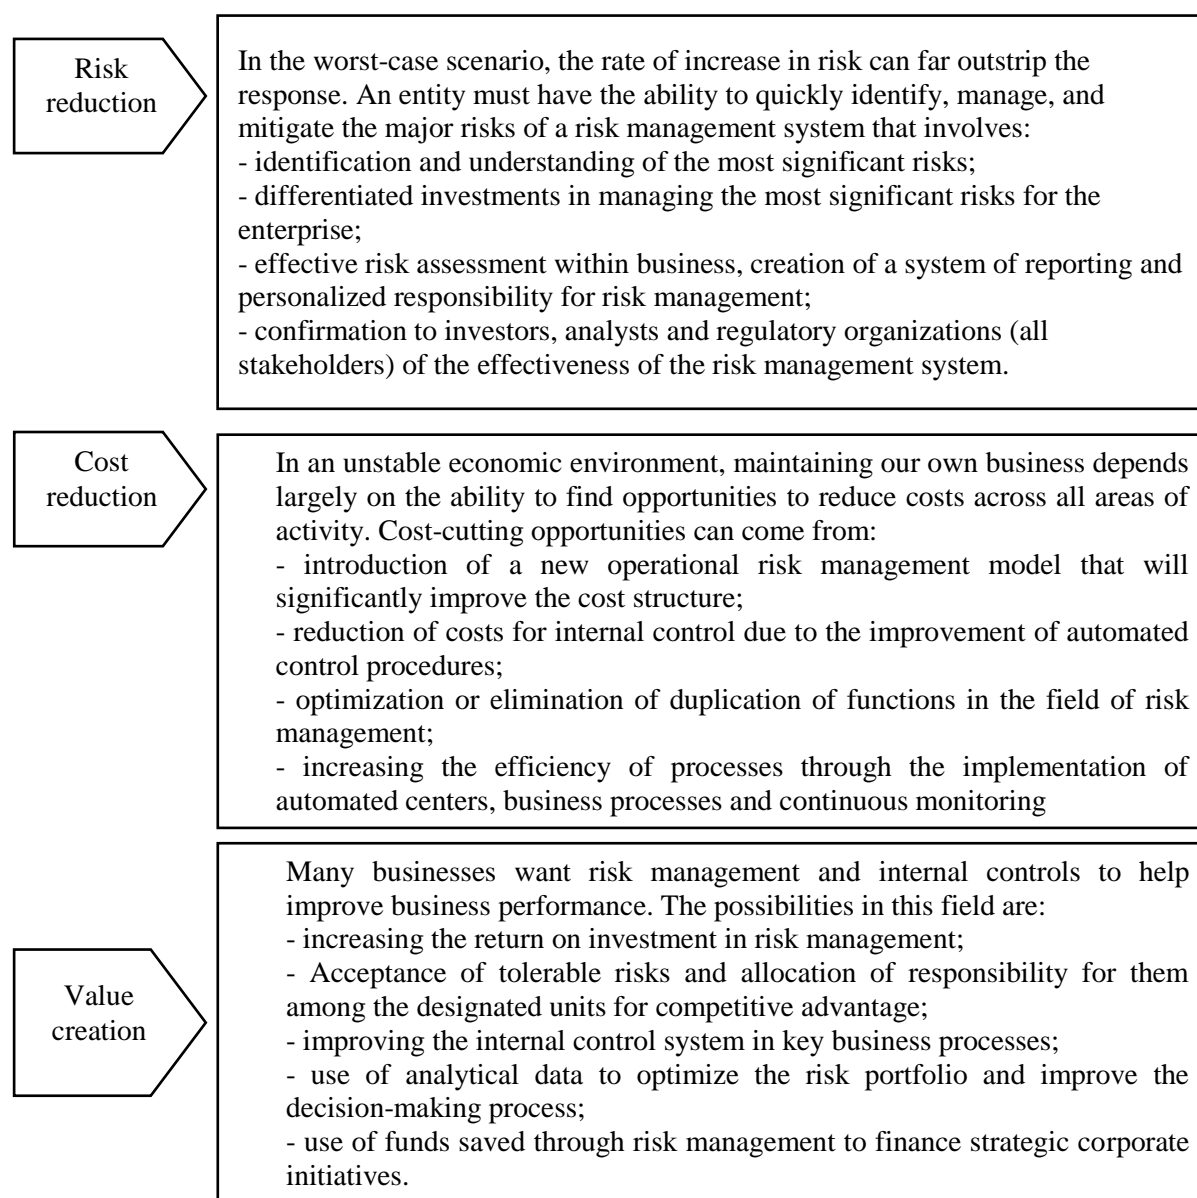 Risk
reduction
In the worst-case scenario, the rate of increase in risk can far outstrip the
response. An entity must have the ability to quickly identify, manage, and
mitigate the major risks of a risk management system that involves:
- identification and understanding of the most significant risks;
- differentiated investments in managing the most significant risks for the
enterprise;
- effective risk assessment within business, creation of a system of reporting and
personalized responsibility for risk management;
- confirmation to investors, analysts and regulatory organizations (all
stakeholders) of the effectiveness of the risk management system.
Cost
reduction
In an unstable economic environment, maintaining our own business depends
largely on the ability to find opportunities to reduce costs across all areas of
activity. Cost-cutting opportunities can come from:
- introduction of a new operational risk management model that will
significantly improve the cost structure;
- reduction of costs for internal control due to the improvement of automated
control procedures;
- optimization or elimination of duplication of functions in the field of risk
management;
- increasing the efficiency of processes through the implementation of
automated centers, business processes and continuous monitoring
Value
creation
Many businesses want risk management and internal controls to help
improve business performance. The possibilities in this field are:
- increasing the return on investment in risk management;
- Acceptance of tolerable risks and allocation of responsibility for them
among the designated units for competitive advantage;
- improving the internal control system in key business processes;
- use of analytical data to optimize the risk portfolio and improve the
decision-making process;
- use of funds saved through risk management to finance strategic corporate
initiatives.